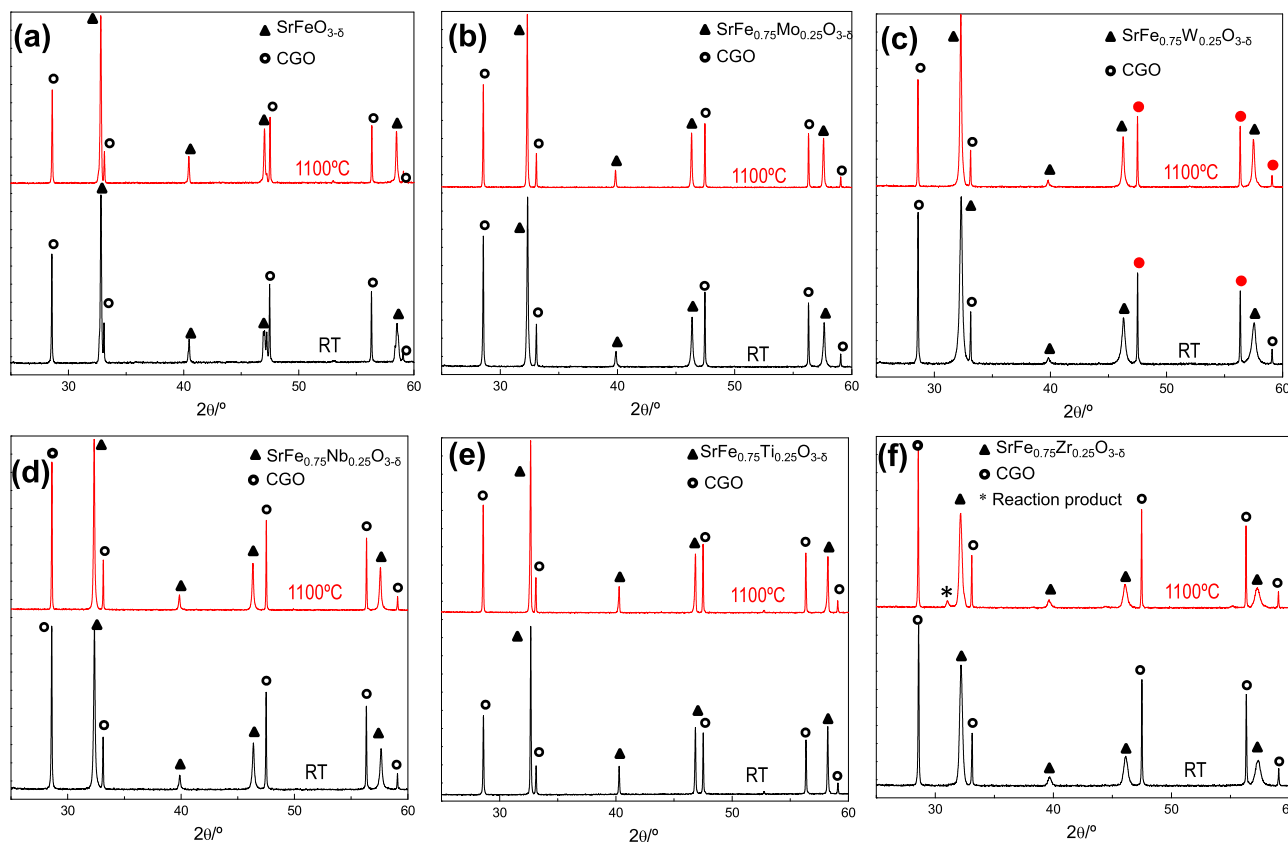 (a)
▲ SrFeO3-δ
CGO
1100ºC
RT
30 40 50 60
2θ/º
(b)
▲ SrFe0.75Mo0.25O3-δ
CGO
1100ºC
RT
30 40 50 60
2θ/º
(c)
▲ SrFe0.75W0.25O3-δ
CGO
1100ºC
RT
30 40 50 60
2θ/º
(d)
▲ SrFe0.75Nb0.25O3-δ
CGO
1100ºC
RT
30 40 50 60
2θ/º
(e)
▲ SrFe0.75Ti0.25O3-δ
CGO
1100ºC
RT
30 40 50 60
2θ/º
(f)
▲ SrFe0.75Zr0.25O3-δ
CGO
* Reaction product
*
1100ºC
RT
30 40 50 60
2θ/º